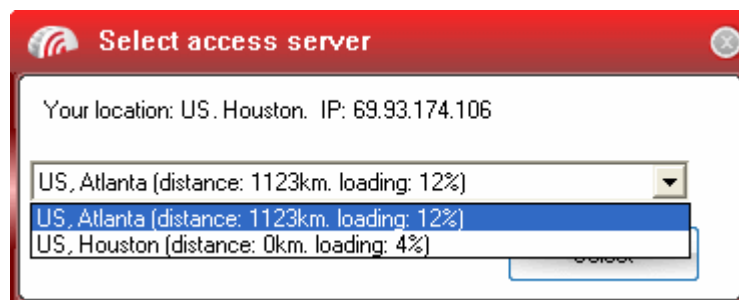 Select access server
Your location: US. Houston.  IP: 69.93.174.106
US, Atlanta (distance: 1123km. loading: 12%)
US, Atlanta (distance: 1123km. loading: 12%)
US, Houston (distance: 0km. loading: 4%)